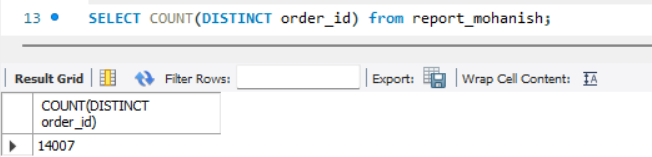 13 SELECT COUNT(DISTINCT order_id) from report_mohanish;
Result Grid Filter Rows: Export: Wrap Cell Content: IA
COUNT(DISTINCT
order_id)
14007